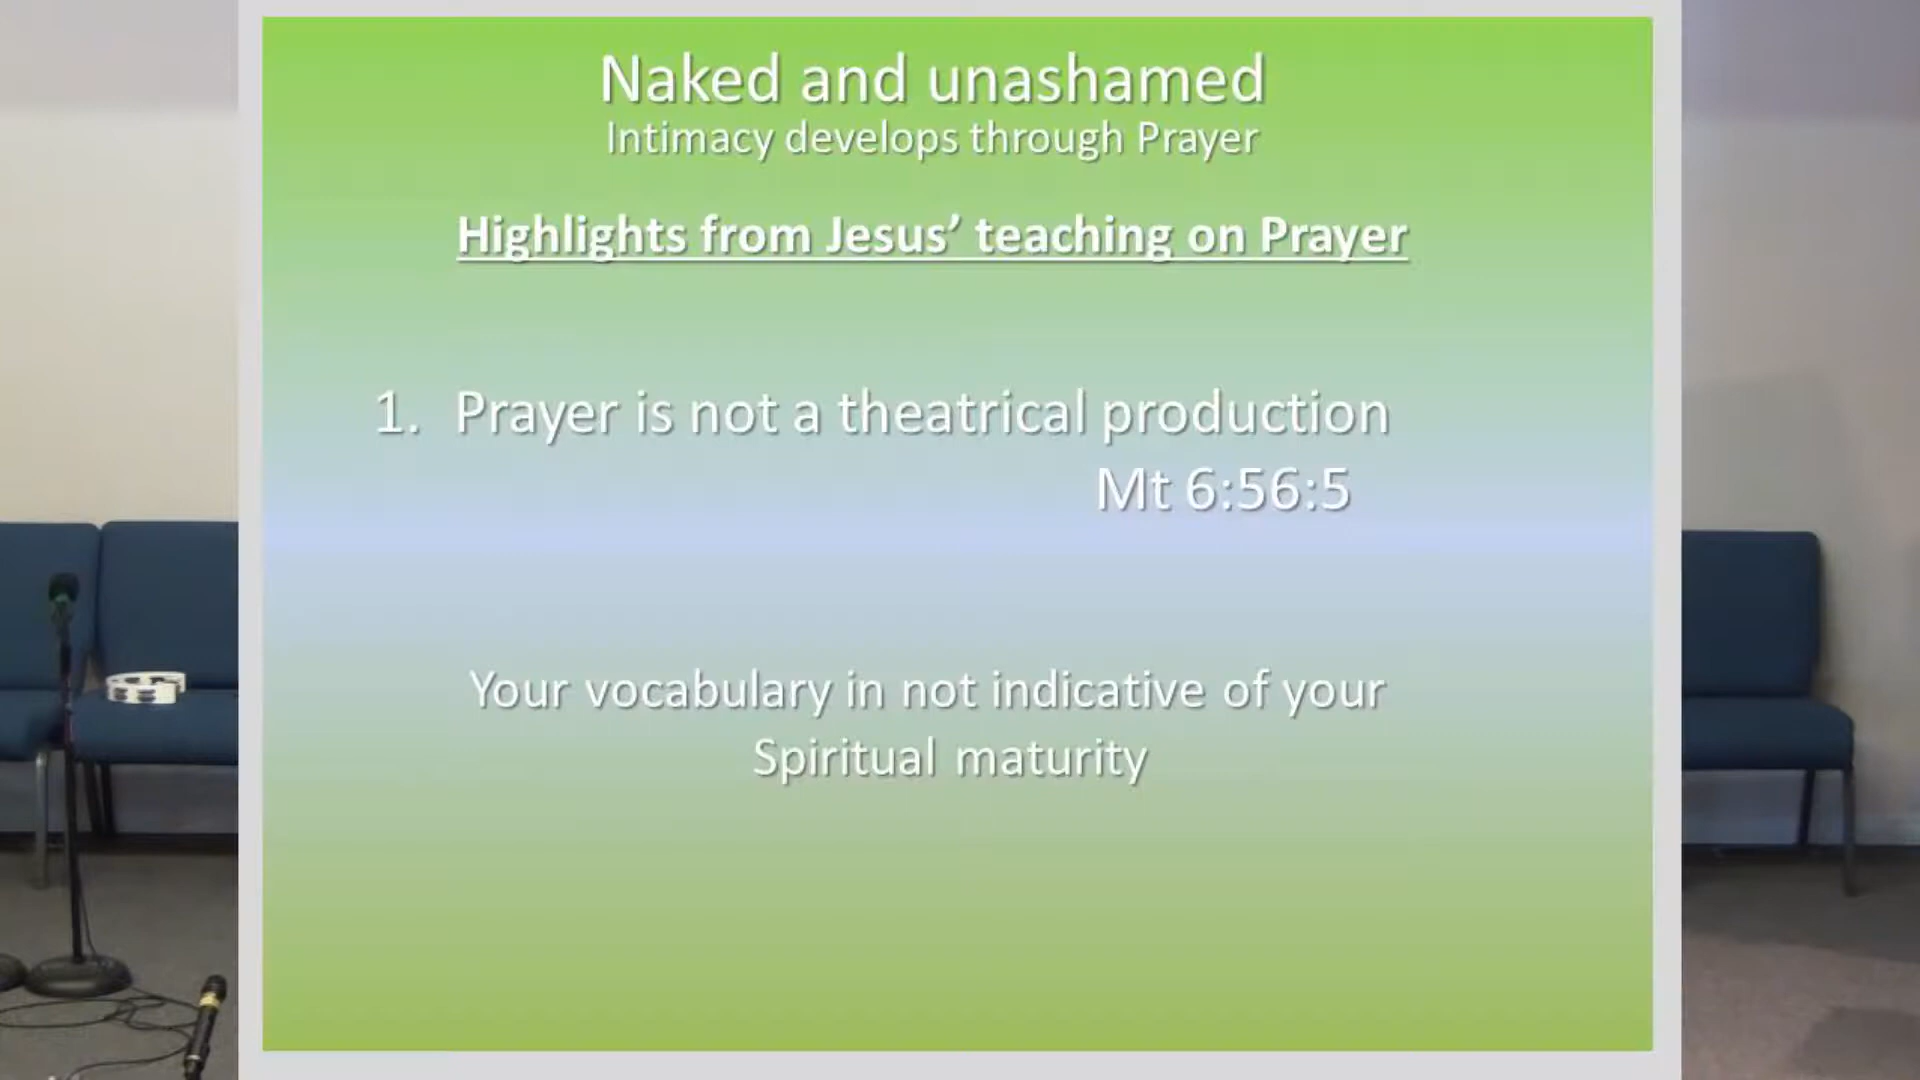 Naked and unashamed
Intimacy develops through Prayer
Highlights from Jesus’ teaching on Prayer
1. Prayer is not a theatrical production
Mt 6:56:5
Your vocabulary in not indicative of your
Spiritual maturity